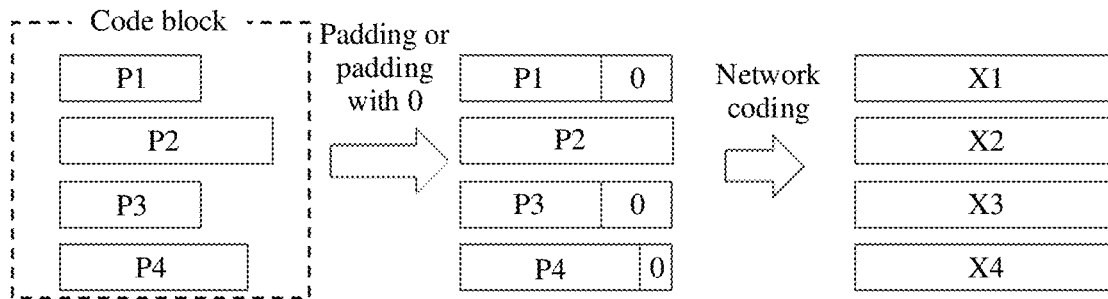 Code block
P1
P2
P3
P4
Padding or
padding
with 0
P1 0
P2
P3 0
P4 0
Network
coding
X1
X2
X3
X4